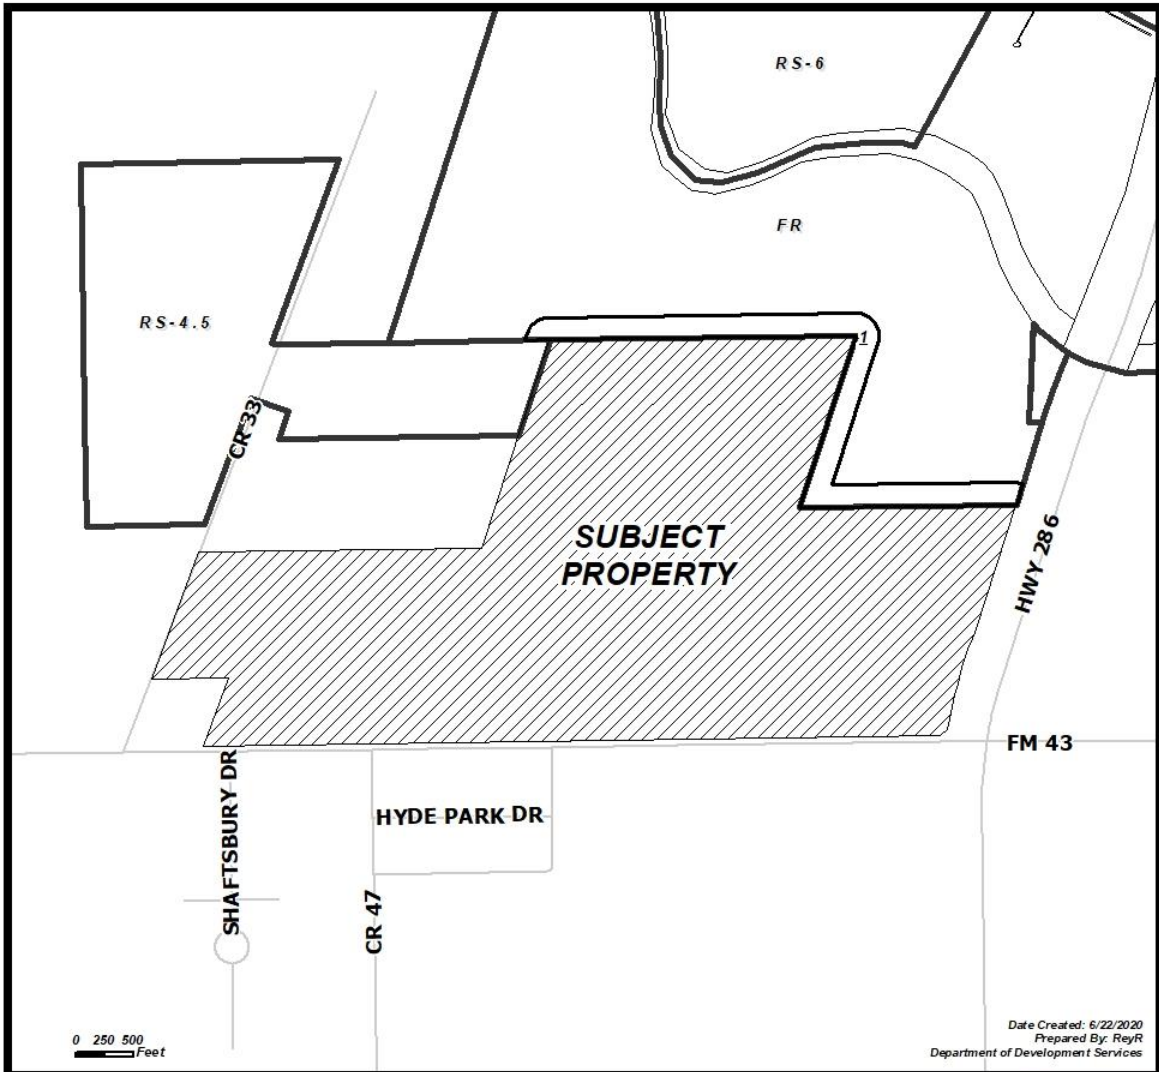 RS-6
FR
RS-4.5
1
CR 33
SUBJECT
PROPERTY
HWY 286
FM 43
SHAFTSBURY DR
HYDE PARK DR
CR 47
0 250 500
Feet
Date Created: 6/22/2020
Prepared By: ReyR
Department of Development Services